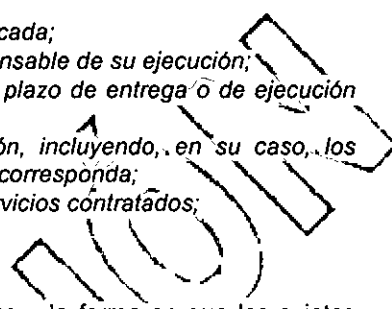 cada;
nsable de su ejecución;
plazo de entrega o de ejecución
ón, incluyendo, en su caso, los
corresponda;
vicios contratados;
la forma en que los sujetos